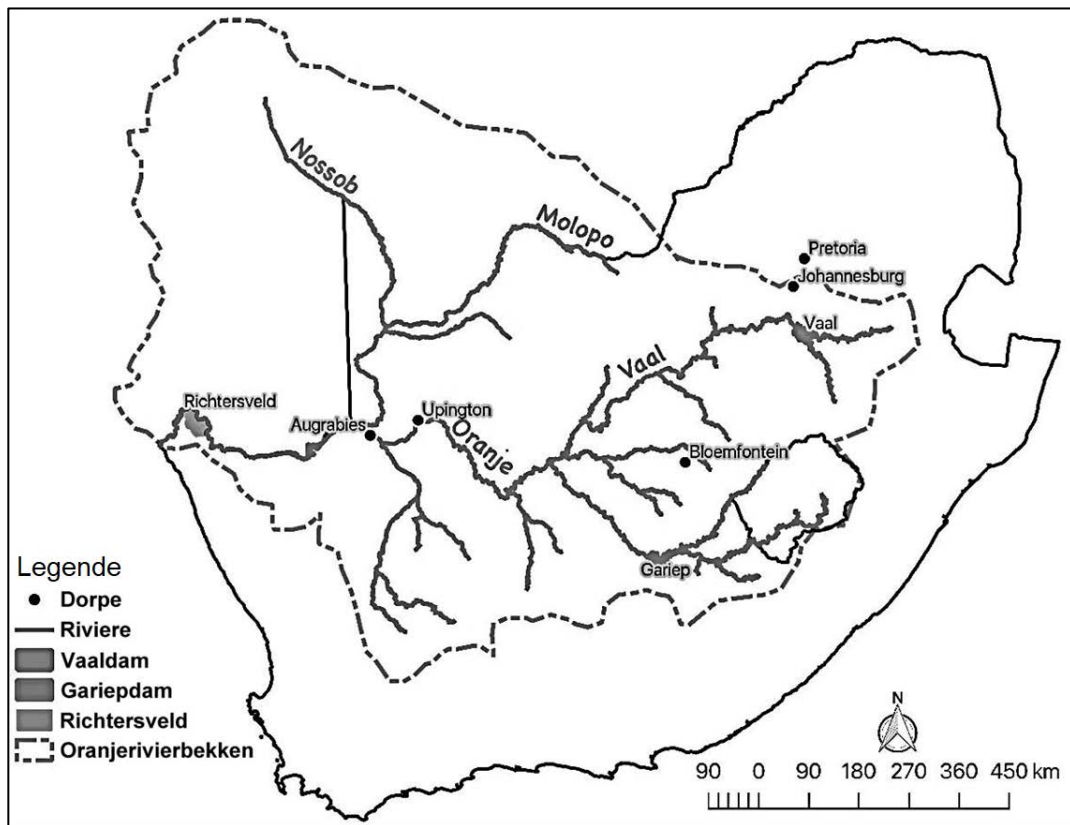 Nossob
Molopo
Pretoria
Johannesburg
Vaal
Vaal
Richtersveld
Upington
Augrabies
Oranje
Bloemfontein
Gariep
Legende
Dorpe
Riviere
Vaaldam
Gariepdam
Richtersveld
Oranjerivierbekken
N
90 0 90 180 270 360 450 km